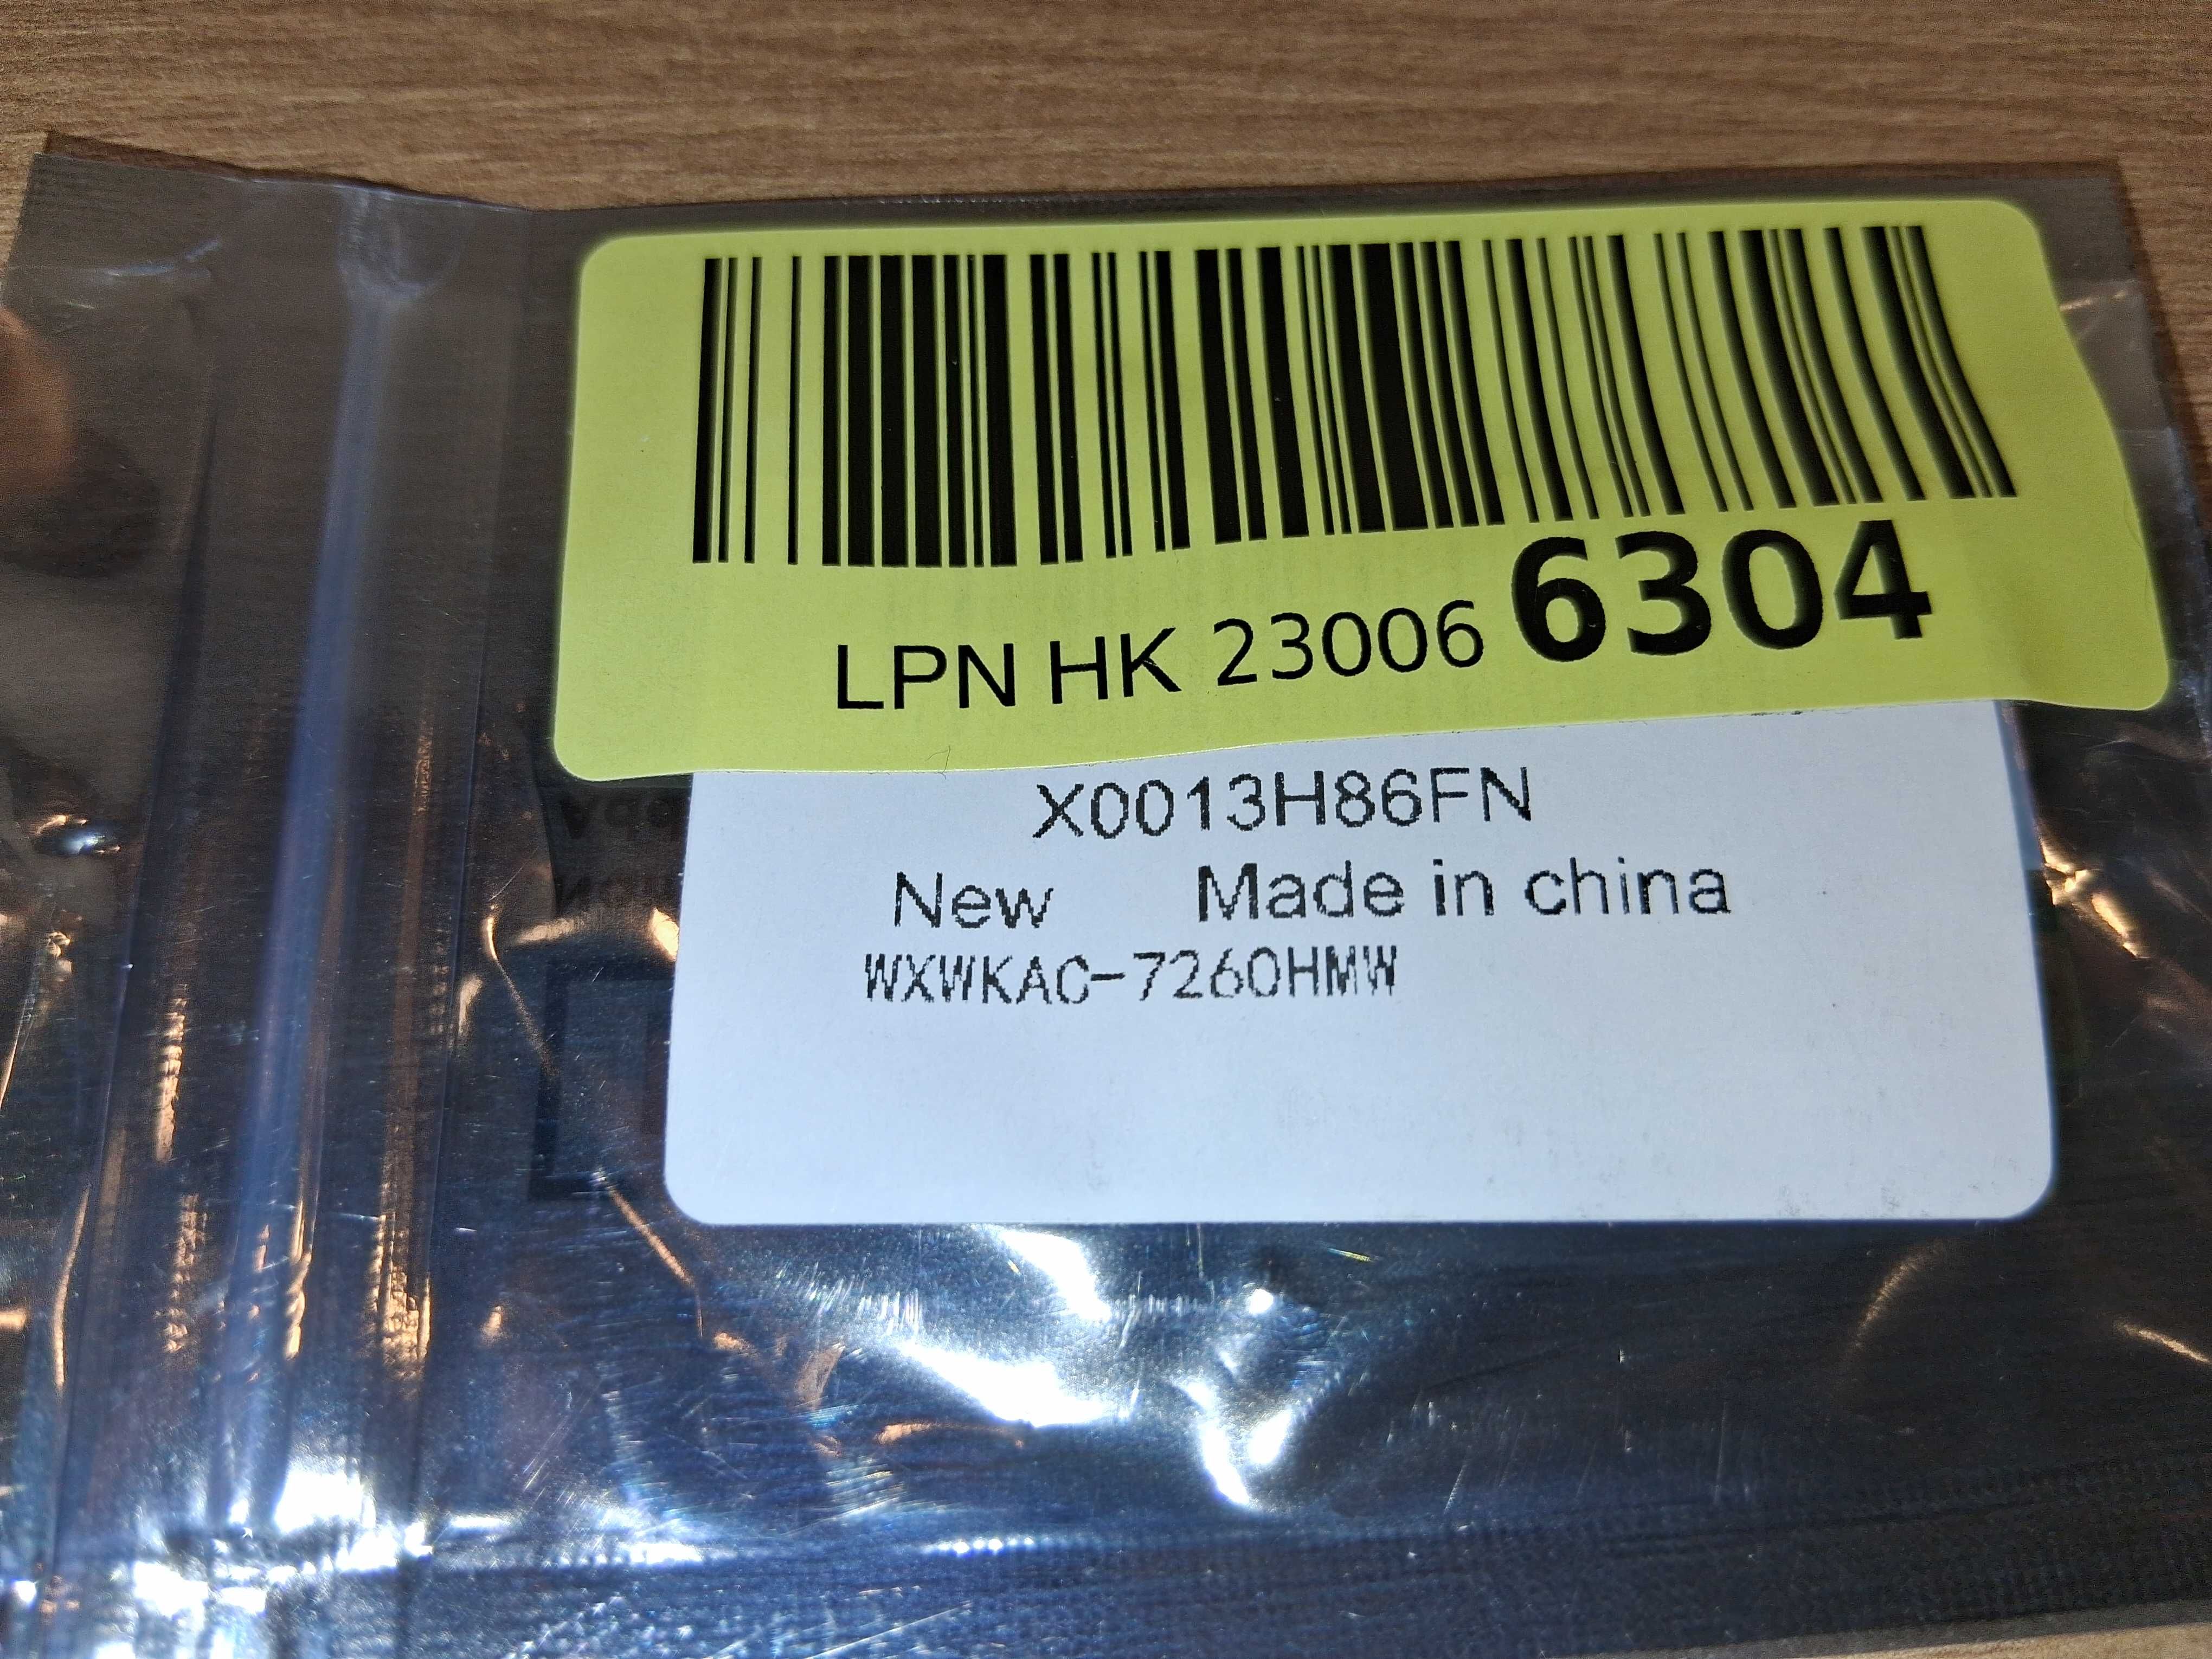 LPN HK 23006 6304
X0013H86FN
New Made in china
WXWKAC-7260HMW